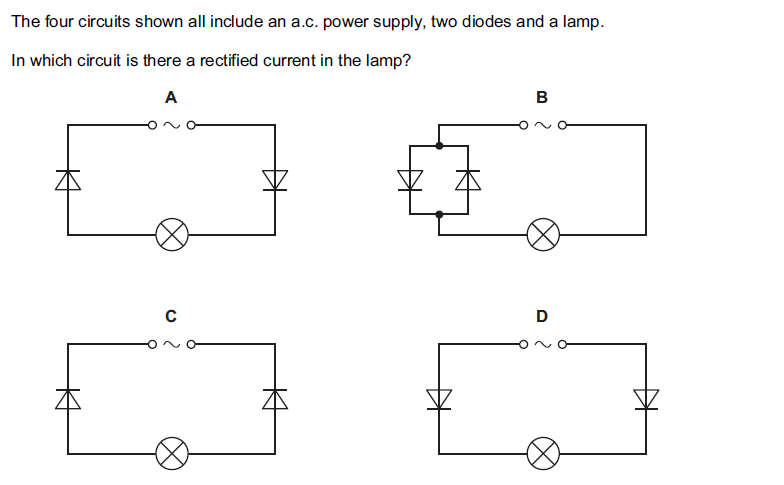 The four circuits shown all include an a.c. power supply, two diodes and a lamp.
In which circuit is there a rectified current in the lamp?
A
B
C
D